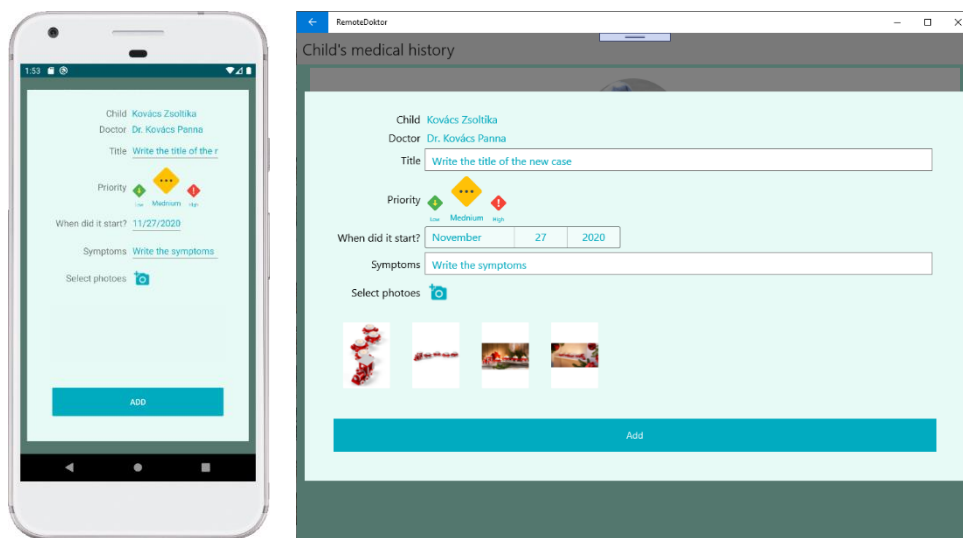 1:53
Child Kovács Zsoltika
Doctor Dr. Kovács Panna
Title Write the title of the r
Priority
Low Mednium High
When did it start? 11/27/2020
Symptoms Write the symptoms
Select photoes
ADD
RemoteDoktor
Child's medical history
Child Kovács Zsoltika
Doctor Dr. Kovács Panna
Title Write the title of the new case
Priority
Low Mednium High
When did it start? November 27 2020
Symptoms Write the symptoms
Select photoes
Add